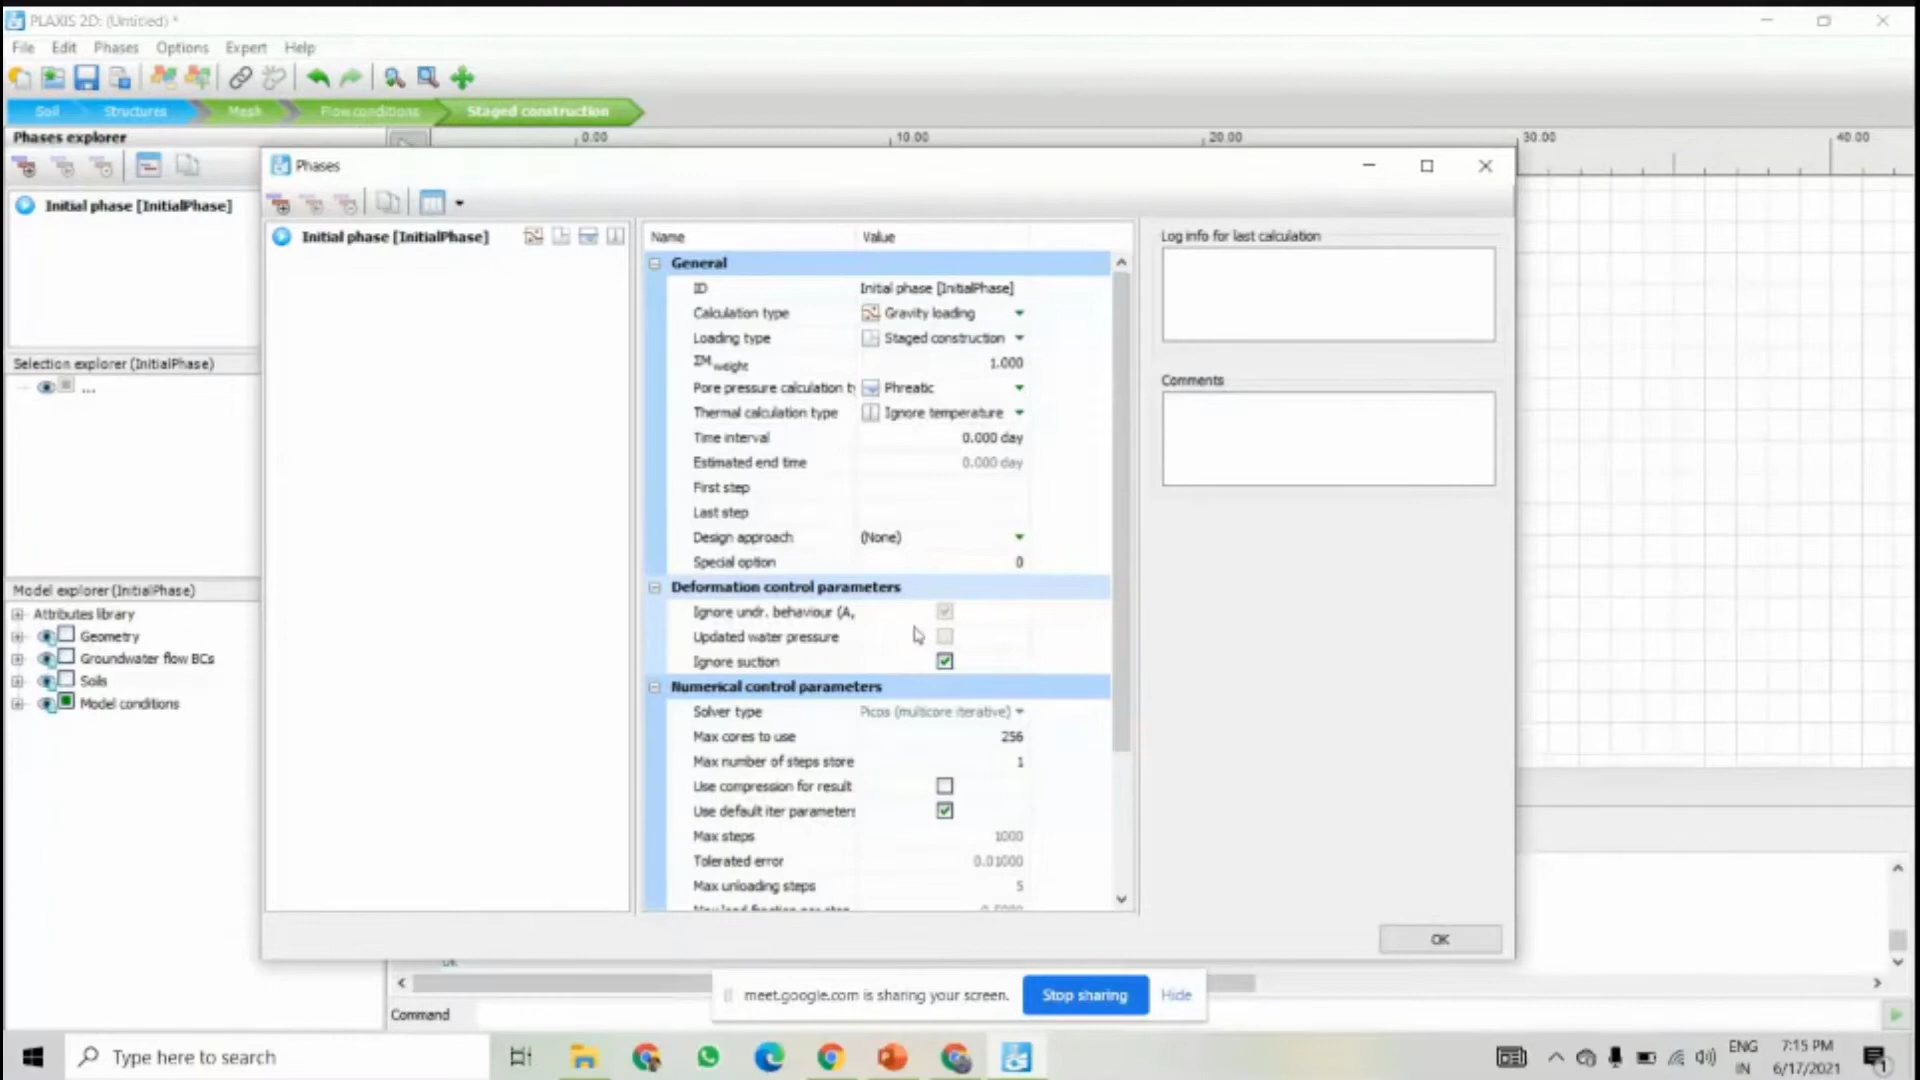 PLAXIS 2D: (Untitled) *
File Edit Phases Options Expert Help
Soil Structures Mesh Flow conditions Staged construction
Phases explorer
0.00 10.00 20.00 30.00 40.00
Phases
Initial phase [InitialPhase]
Initial phase [InitialPhase]
Name Value
Log info for last calculation
General
ID Initial phase [InitialPhase]
Calculation type Gravity loading
Loading type Staged construction
ΣM weight 1.000
Selection explorer (InitialPhase)
...
Pore pressure calculation ty Phreatic
Comments
Thermal calculation type Ignore temperature
Time interval 0.000 day
Estimated end time 0.000 day
First step
Last step
Design approach (None)
Special option 0
Model explorer (InitialPhase)
Attributes library
Geometry
Groundwater flow BCs
Soils
Model conditions
Deformation control parameters
Ignore undr. behaviour (A,
Updated water pressure
Ignore suction
Numerical control parameters
Solver type Picos (multicore iterative)
Max cores to use 256
Max number of steps store 1
Use compression for result
Use default iter parameters
Max steps 1000
Tolerated error 0.01000
Max unloading steps 5
OK
OK
meet.google.com is sharing your screen. Stop sharing Hide
Command
Type here to search
ENG
IN
7:15 PM
6/17/2021
1